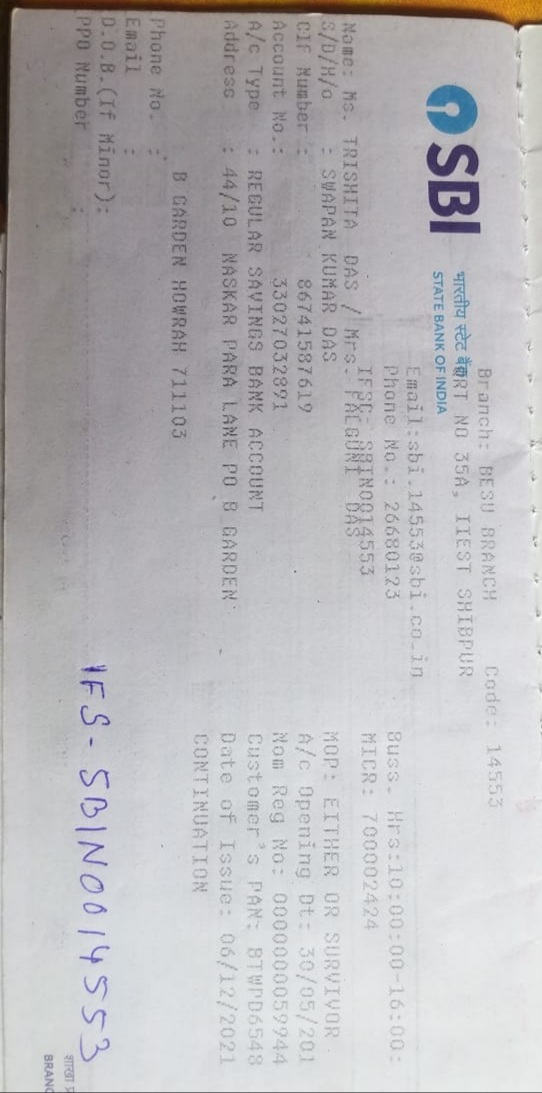 SBI
भारतीय स्टेट बैंक
STATE BANK OF INDIA
Branch: BESU BRANCH Code: 14553
QRT NO 35A, IIEST SHIBPUR
Email:sbi.14553@sbi.co.in
Phone No.: 26680123 Buss. Hrs:10:00:00-16:00:
IFSC: SBIN0014553 MICR: 700002424
Name: Ms. TRISHITA DAS / Mrs. FALGUNI DAS
S/D/H/o : SWAPAN KUMAR DAS MOP: EITHER OR SURVIVOR
CIF Number : 86741587619 A/c Opening Dt: 30/05/201
Account No.: 33027032891 Nom Reg No: 0000000059944
A/c Type : REGULAR SAVINGS BANK ACCOUNT Customer's PAN: BTWPD6548
Address : 44/10 NASKAR PARA LANE PO B GARDEN Date of Issue: 06/12/2021
CONTINUATION
B GARDEN HOWRAH 711103
Phone No. :
Email :
D.O.B.(If Minor):
PPO Number :
IFS - SBIN0014553
शाखा
BRANC